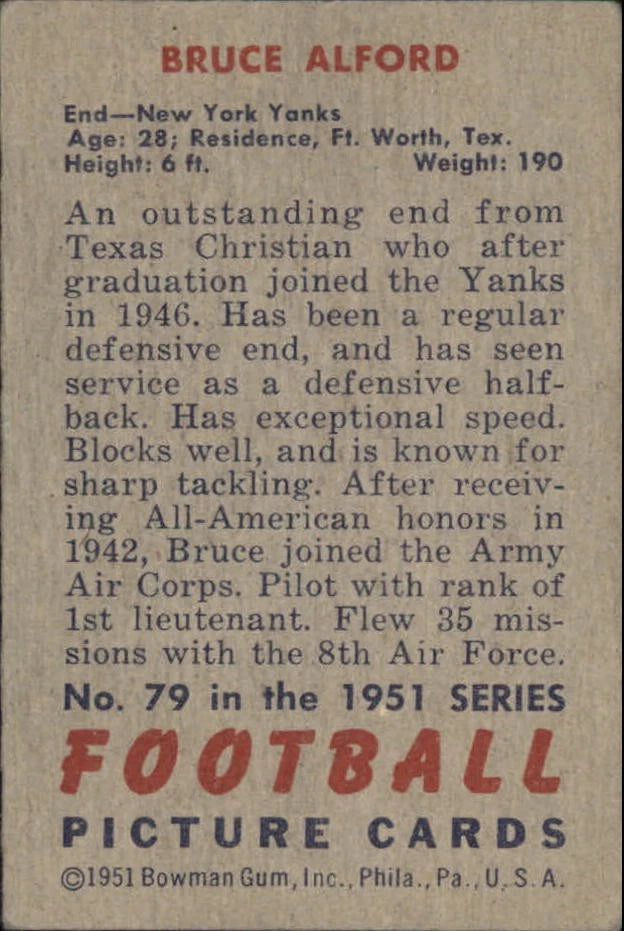 BRUCE ALFORD
End—New York Yanks
Age: 28; Residence, Ft. Worth, Tex.
Height: 6 ft. Weight: 190
An outstanding end from
Texas Christian who after
graduation joined the Yanks
in 1946. Has been a regular
defensive end, and has seen
service as a defensive half-
back. Has exceptional speed.
Blocks well, and is known for
sharp tackling. After receiv-
ing All-American honors in
1942, Bruce joined the Army
Air Corps. Pilot with rank of
1st lieutenant. Flew 35 mis-
sions with the 8th Air Force.
No. 79 in the 1951 SERIES
FOOTBALL
PICTURE CARDS
©1951 Bowman Gum, Inc., Phila., Pa., U.S.A.